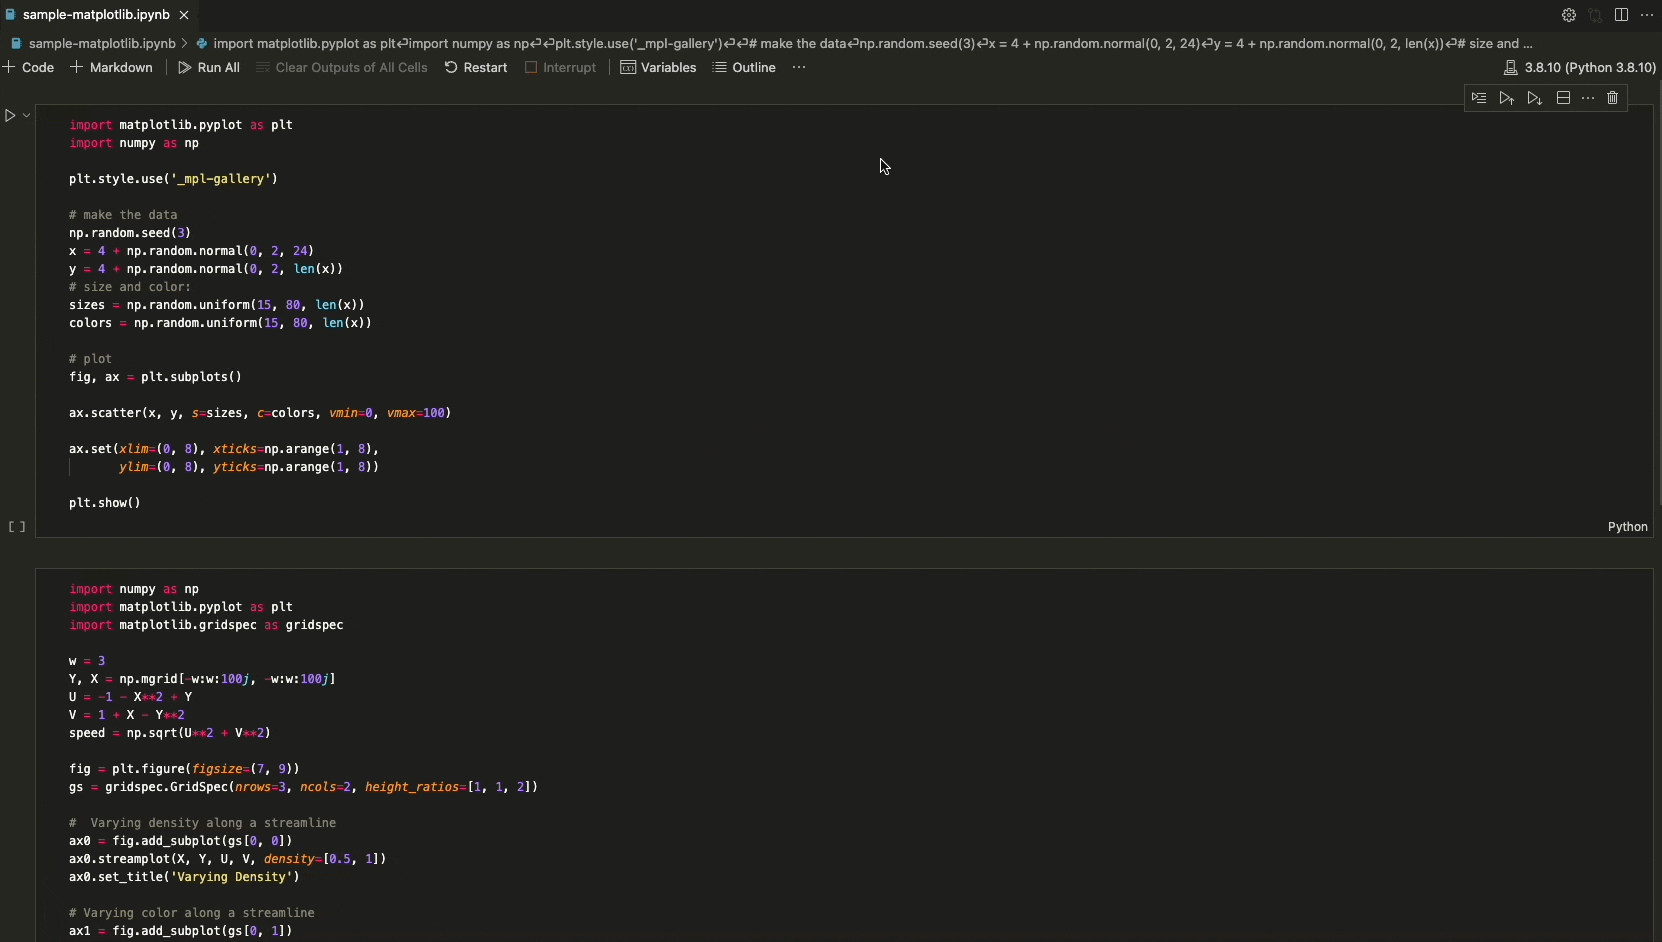 sample-matplotlib.ipynb
sample-matplotlib.ipynb > import matplotlib.pyplot as plt⏎import numpy as np⏎⏎plt.style.use('_mpl-gallery')⏎⏎# make the data⏎np.random.seed(3)⏎x = 4 + np.random.normal(0, 2, 24)⏎y = 4 + np.random.normal(0, 2, len(x))⏎# size and ...
+ Code + Markdown Run All Clear Outputs of All Cells Restart Interrupt Variables Outline ... 3.8.10 (Python 3.8.10)
import matplotlib.pyplot as plt
import numpy as np
plt.style.use('_mpl-gallery')
# make the data
np.random.seed(3)
x = 4 + np.random.normal(0, 2, 24)
y = 4 + np.random.normal(0, 2, len(x))
# size and color:
sizes = np.random.uniform(15, 80, len(x))
colors = np.random.uniform(15, 80, len(x))
# plot
fig, ax = plt.subplots()
ax.scatter(x, y, s=sizes, c=colors, vmin=0, vmax=100)
ax.set(xlim=(0, 8), xticks=np.arange(1, 8),
ylim=(0, 8), yticks=np.arange(1, 8))
plt.show()
[ ] Python
import numpy as np
import matplotlib.pyplot as plt
import matplotlib.gridspec as gridspec
w = 3
Y, X = np.mgrid[-w:w:100j, -w:w:100j]
U = -1 - X**2 + Y
V = 1 + X - Y**2
speed = np.sqrt(U**2 + V**2)
fig = plt.figure(figsize=(7, 9))
gs = gridspec.GridSpec(nrows=3, ncols=2, height_ratios=[1, 1, 2])
#  Varying density along a streamline
ax0 = fig.add_subplot(gs[0, 0])
ax0.streamplot(X, Y, U, V, density=[0.5, 1])
ax0.set_title('Varying Density')
# Varying color along a streamline
ax1 = fig.add_subplot(gs[0, 1])